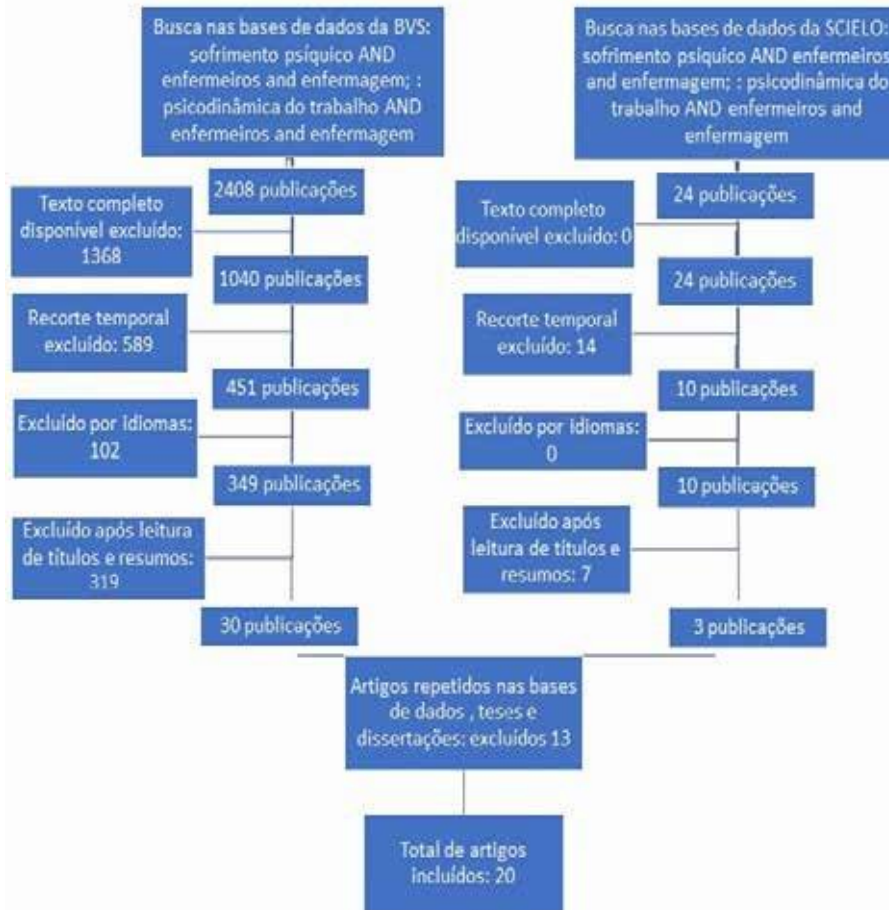 Busca nas bases de dados da BVS:
sofrimento psíquico AND
enfermeiros and enfermagem; :
psicodinâmica do trabalho AND
enfermeiros and enfermagem
2408 publicações
Texto completo
disponível excluído:
1368
1040 publicações
Recorte temporal
excluído: 589
451 publicações
Excluído por idiomas:
102
349 publicações
Excluído após leitura
de títulos e resumos:
319
30 publicações
Busca nas bases de dados da SCIELO:
sofrimento psíquico AND enfermeiros
and enfermagem; : psicodinâmica do
trabalho AND enfermeiros and
enfermagem
24 publicações
Texto completo
disponível excluído: 0
24 publicações
Recorte temporal
excluído: 14
10 publicações
Excluído por idiomas:
0
10 publicações
Excluído após
leitura de títulos e
resumos: 7
3 publicações
Artigos repetidos nas bases
de dados , teses e
dissertações: excluídos 13
Total de artigos
incluídos: 20